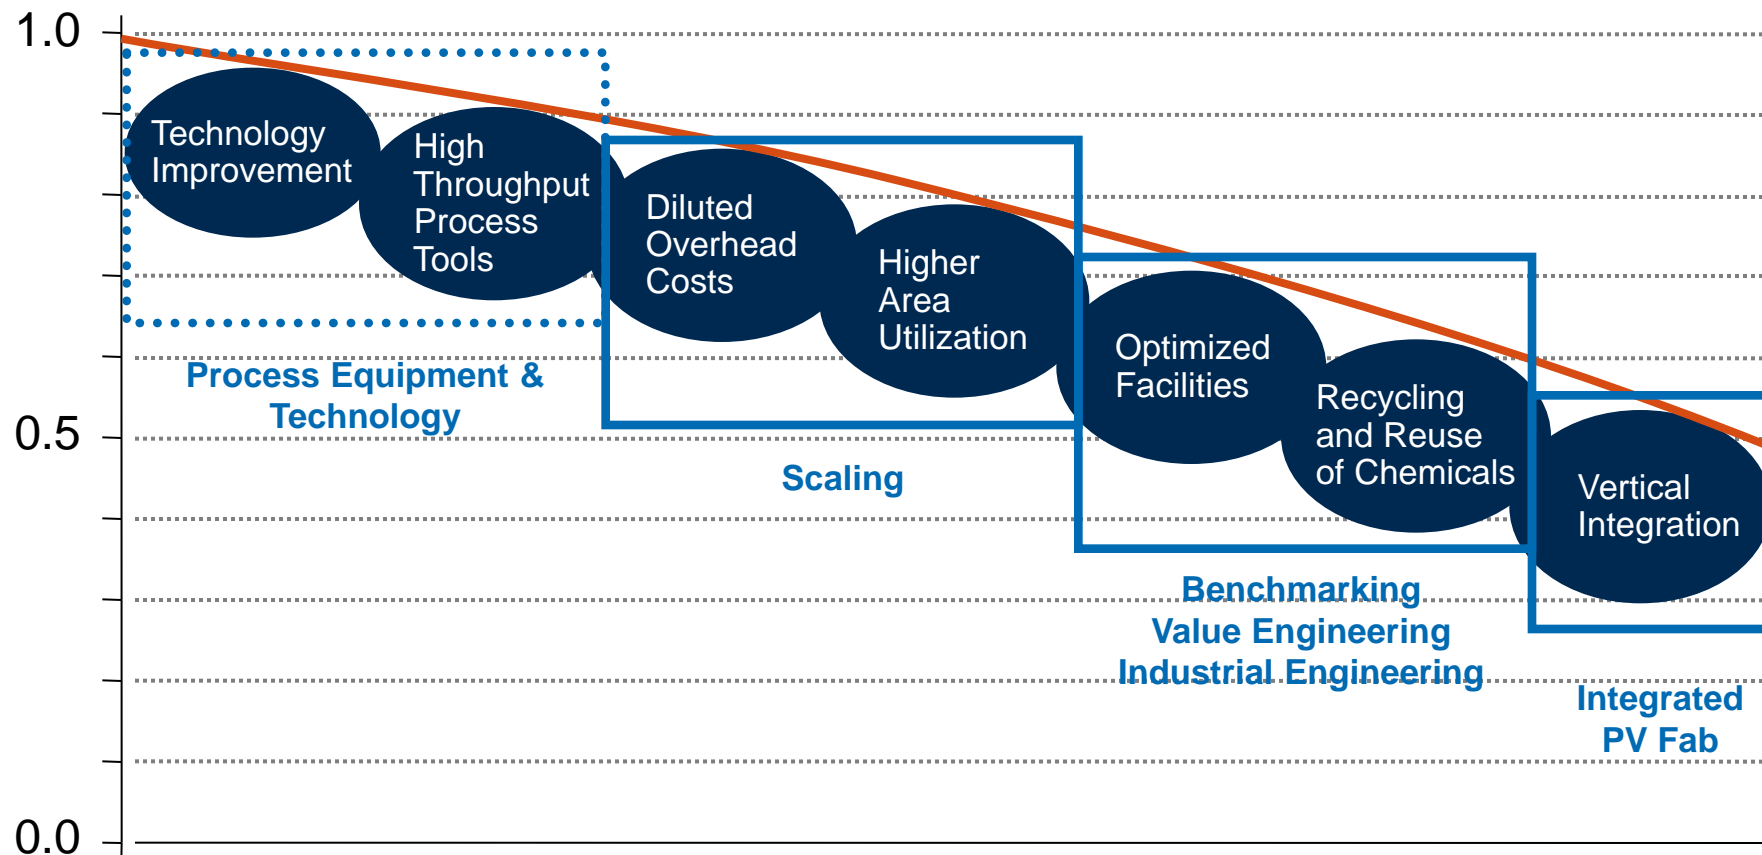 1.0
Technology
Improvement
High
Throughput
Process
Tools
Diluted
Overhead
Costs
Higher
Area
Utilization
Optimized
Facilities
Recycling
and Reuse
of Chemicals
Vertical
Integration
Process Equipment &
Technology
0.5
Scaling
Benchmarking
Value Engineering
Industrial Engineering
Integrated
PV Fab
0.0